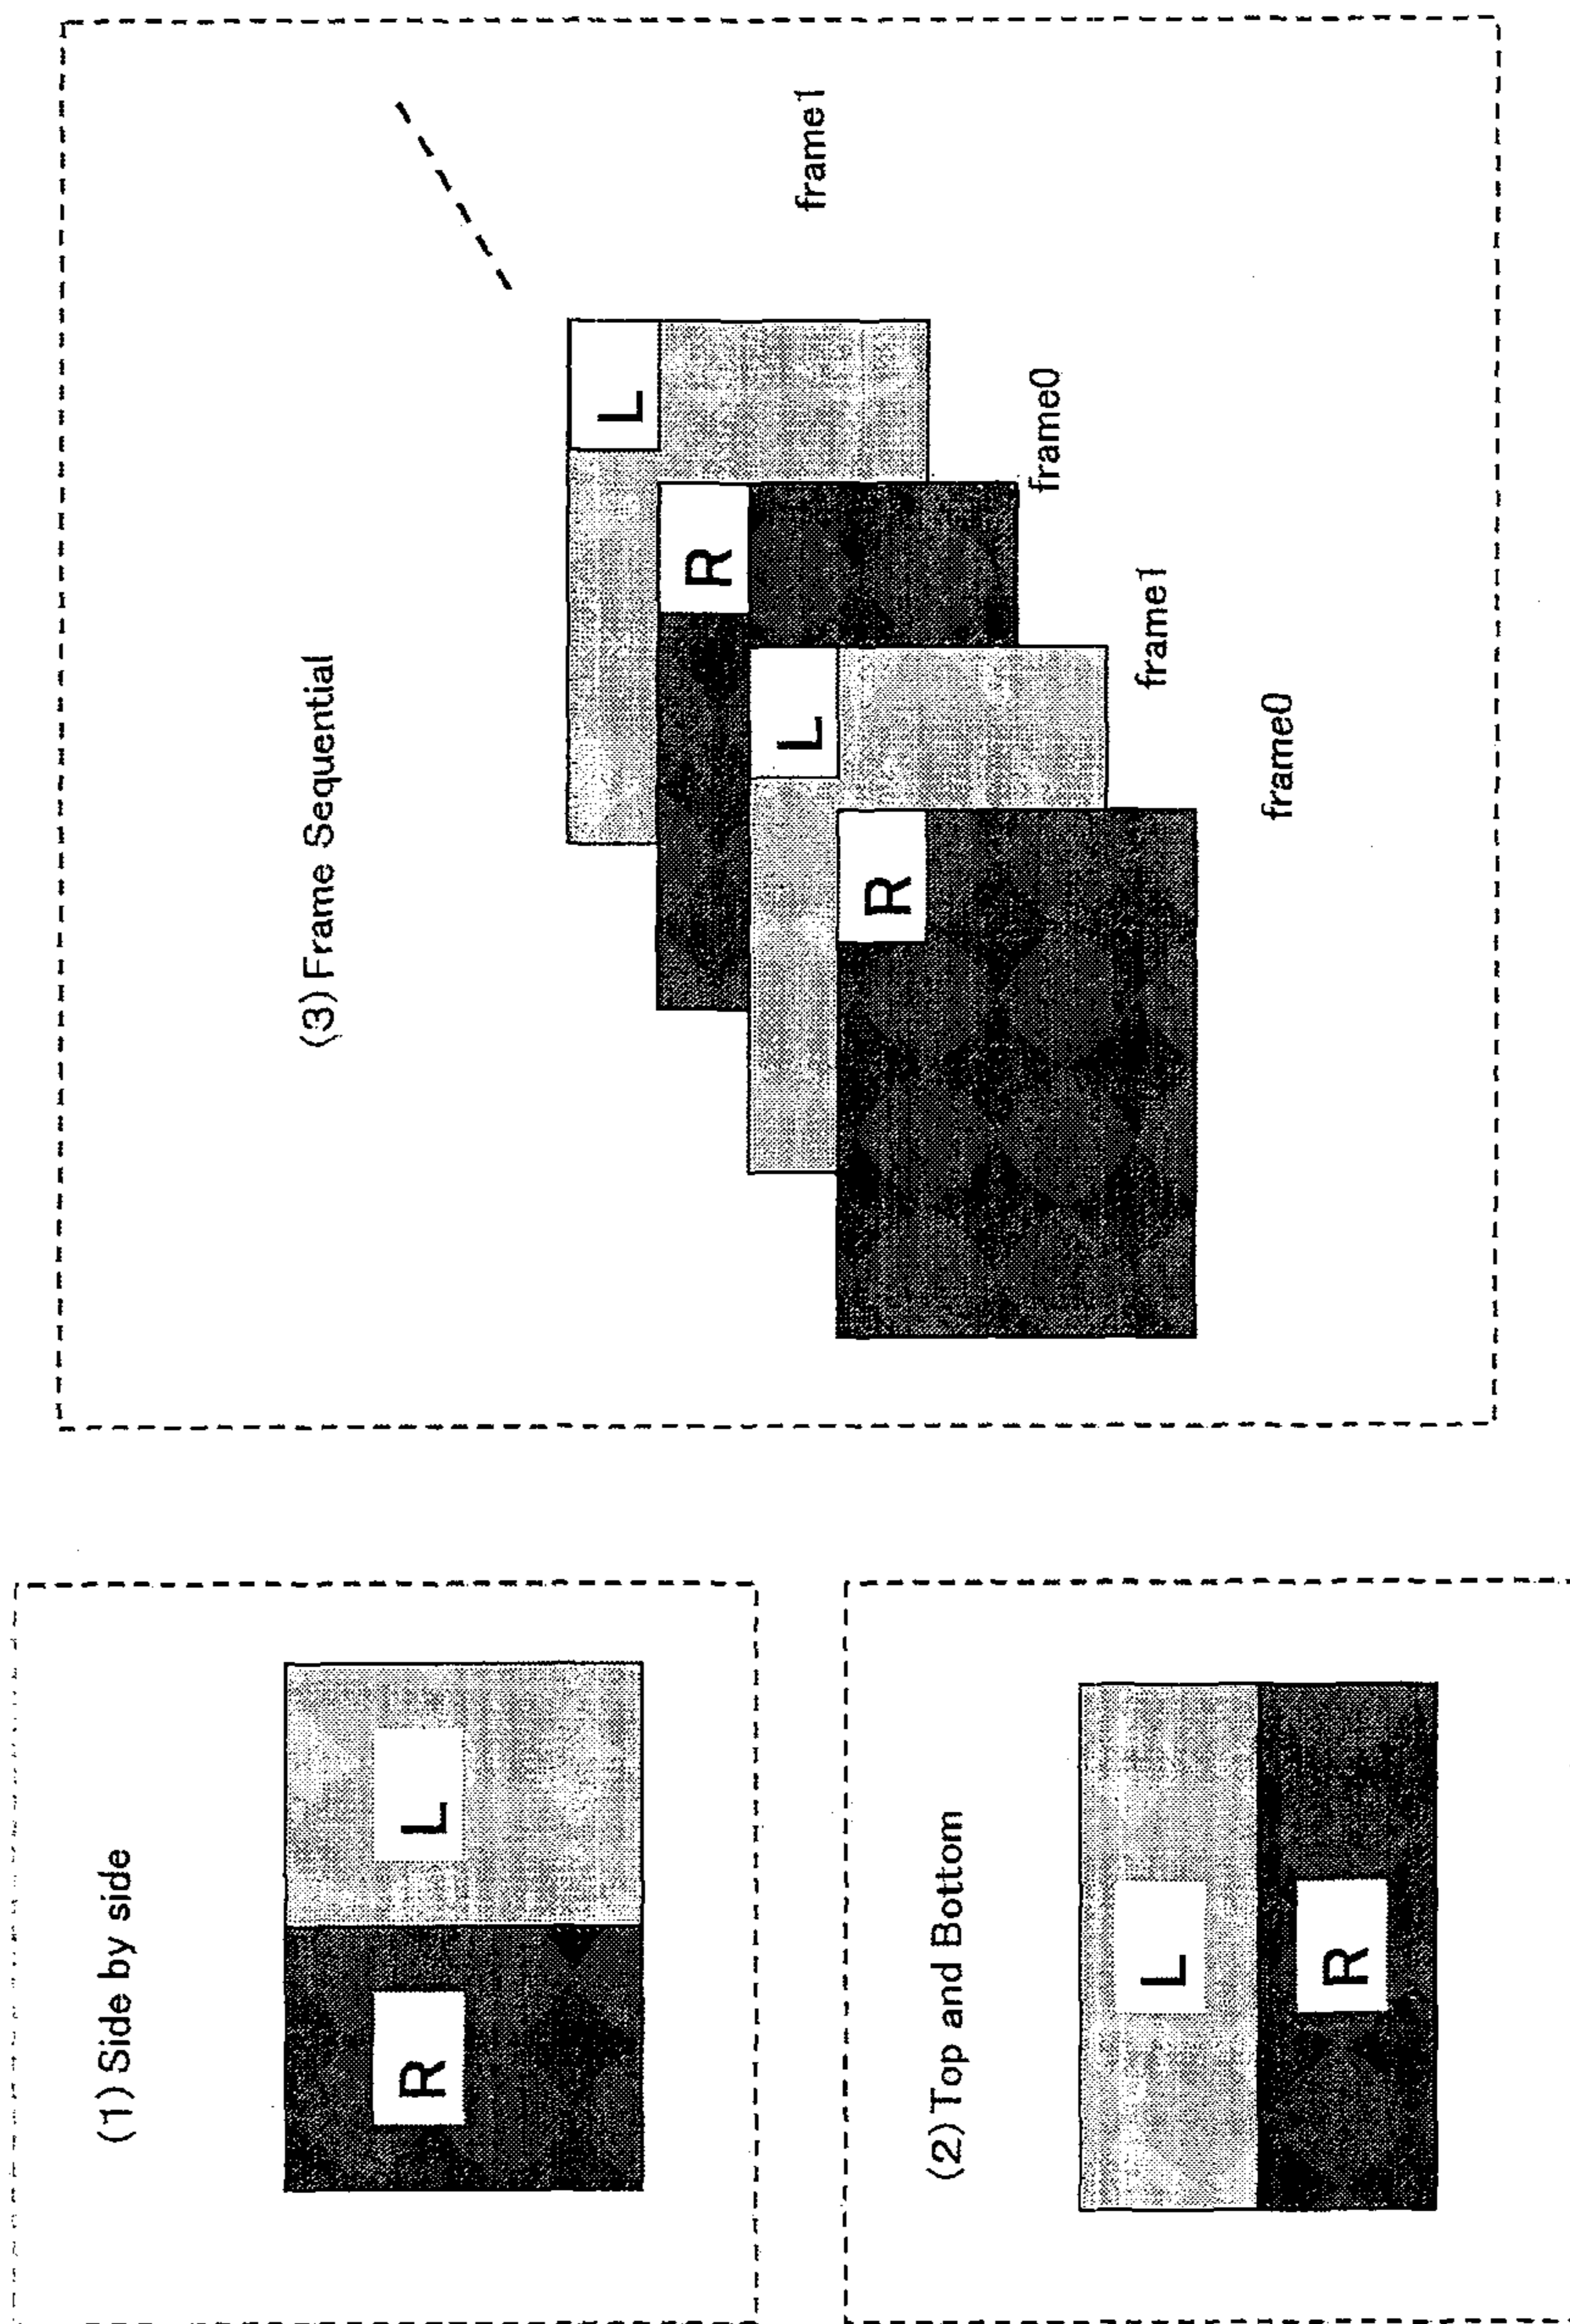 (1) Side by side
R
L
(2) Top and Bottom
L
R
(3) Frame Sequential
L
R
L
frame1
R
frame0
frame1
frame0